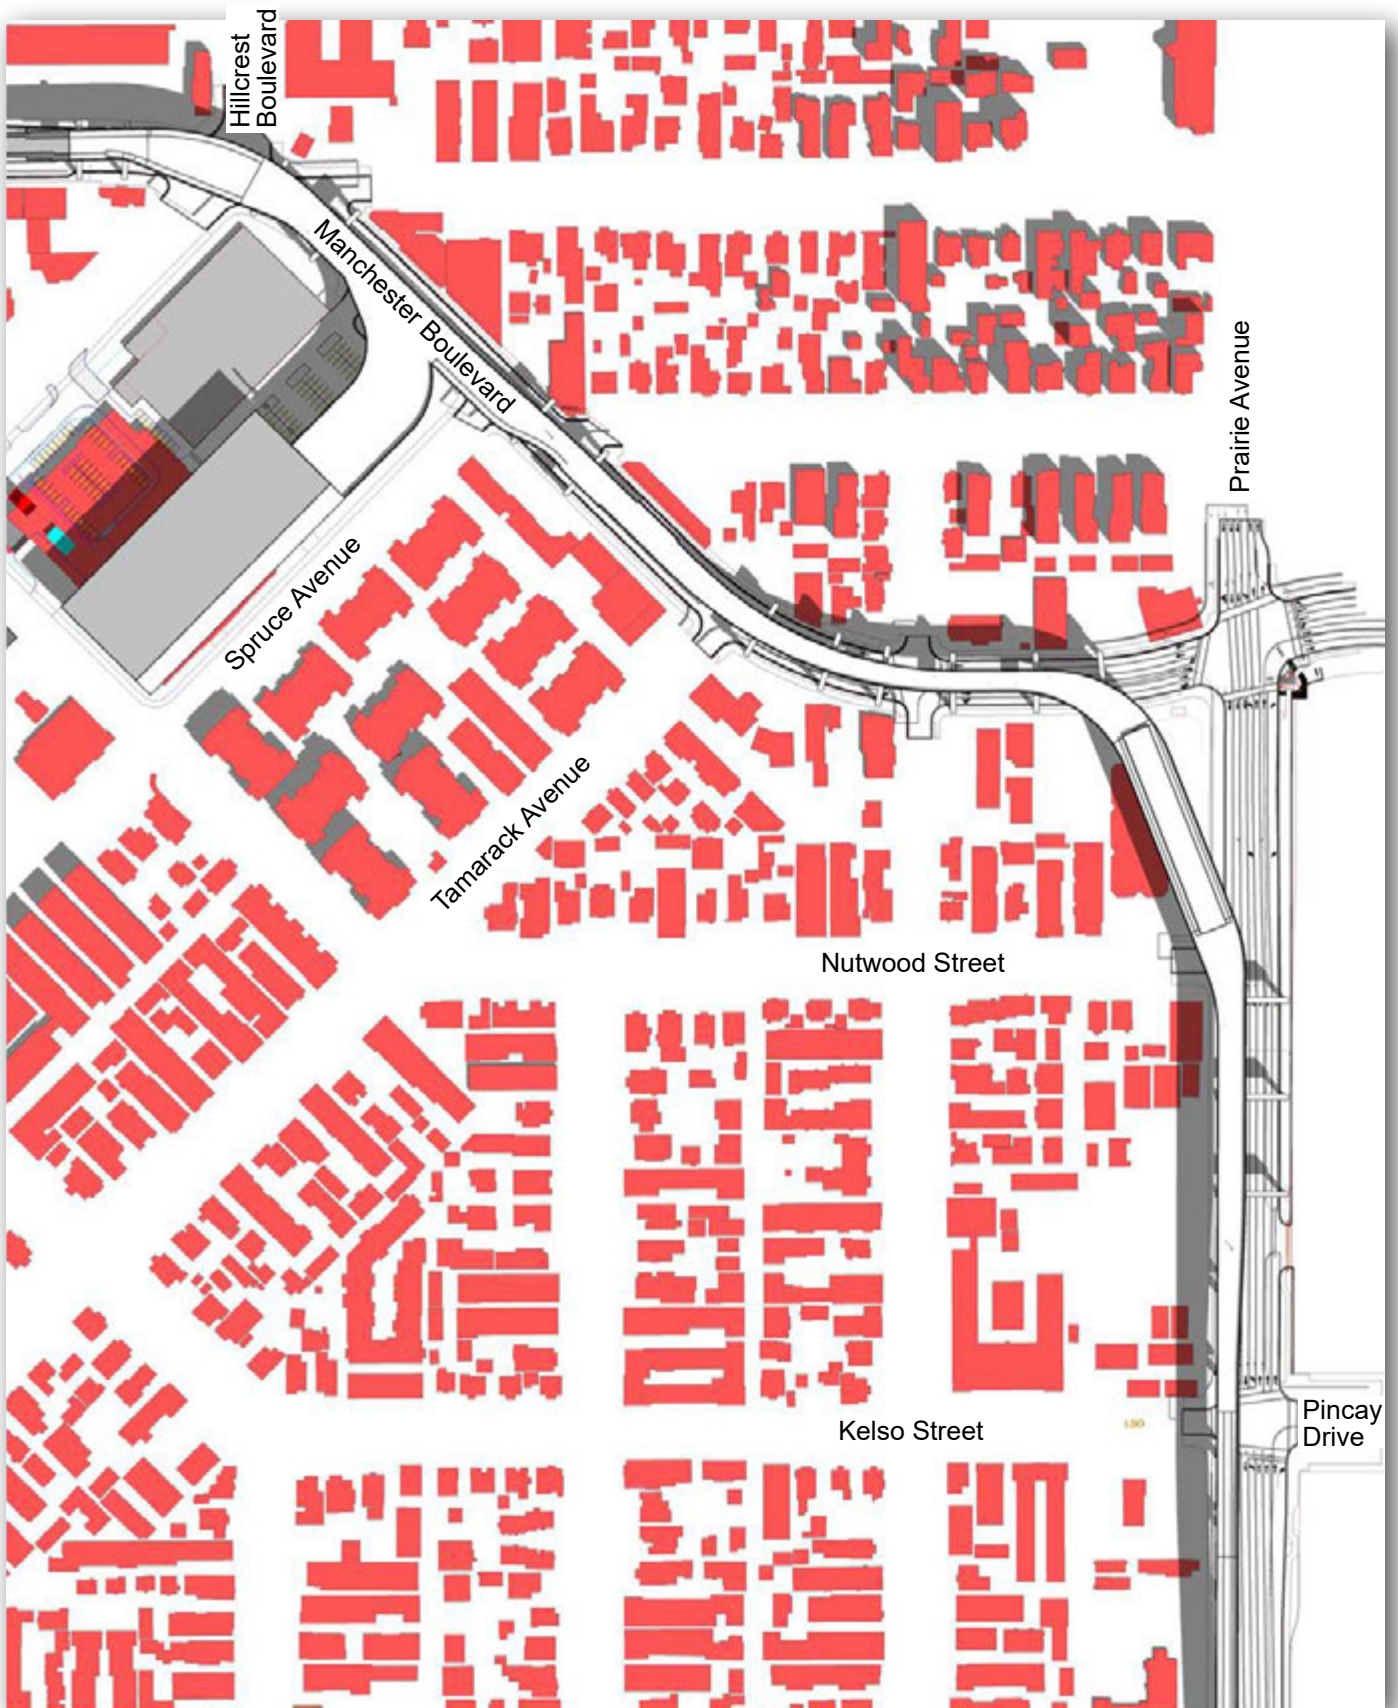 Hillcrest
Boulevard
Manchester Boulevard
Prairie Avenue
Spruce Avenue
Tamarack Avenue
Nutwood Street
Kelso Street
Pincay
Drive